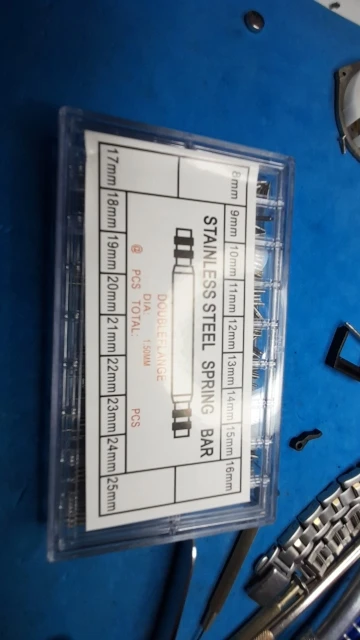 8mm 9mm 10mm 11mm 12mm 13mm 14mm 15mm 16mm
STAINLESS STEEL SPRING BAR
DOUBLEFLANGE
DIA: 1.50MM
@ PCS TOTAL: PCS
17mm 18mm 19mm 20mm 21mm 22mm 23mm 24mm 25mm